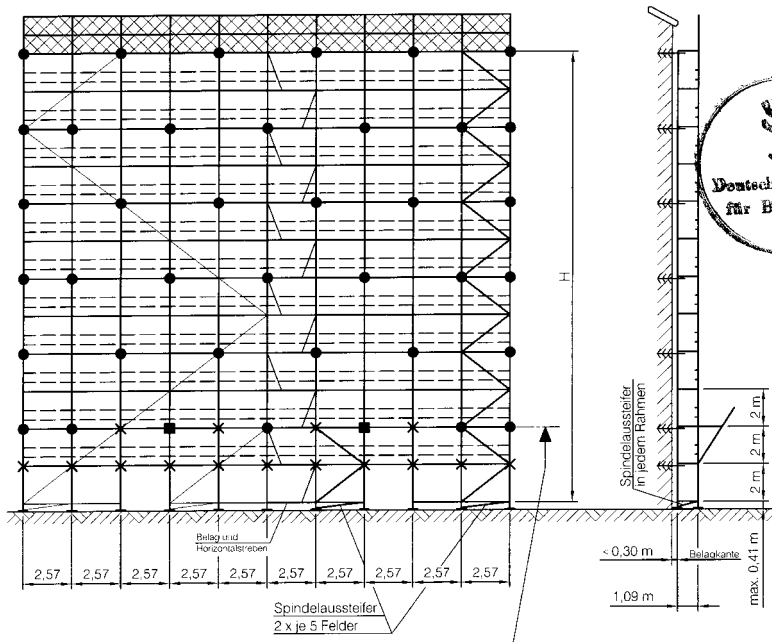 H
Deutsch
für B
Spindelaussteifer
in jedem Rahmen
2 m
2 m
2 m
Belag und
Horizontalstreben
< 0,30 m
Belagkante
max. 0,41 m
2,57 2,57 2,57 2,57 2,57 2,57 2,57 2,57 2,57 2,57
1,09 m
Spindelaussteifer
2 x je 5 Felder